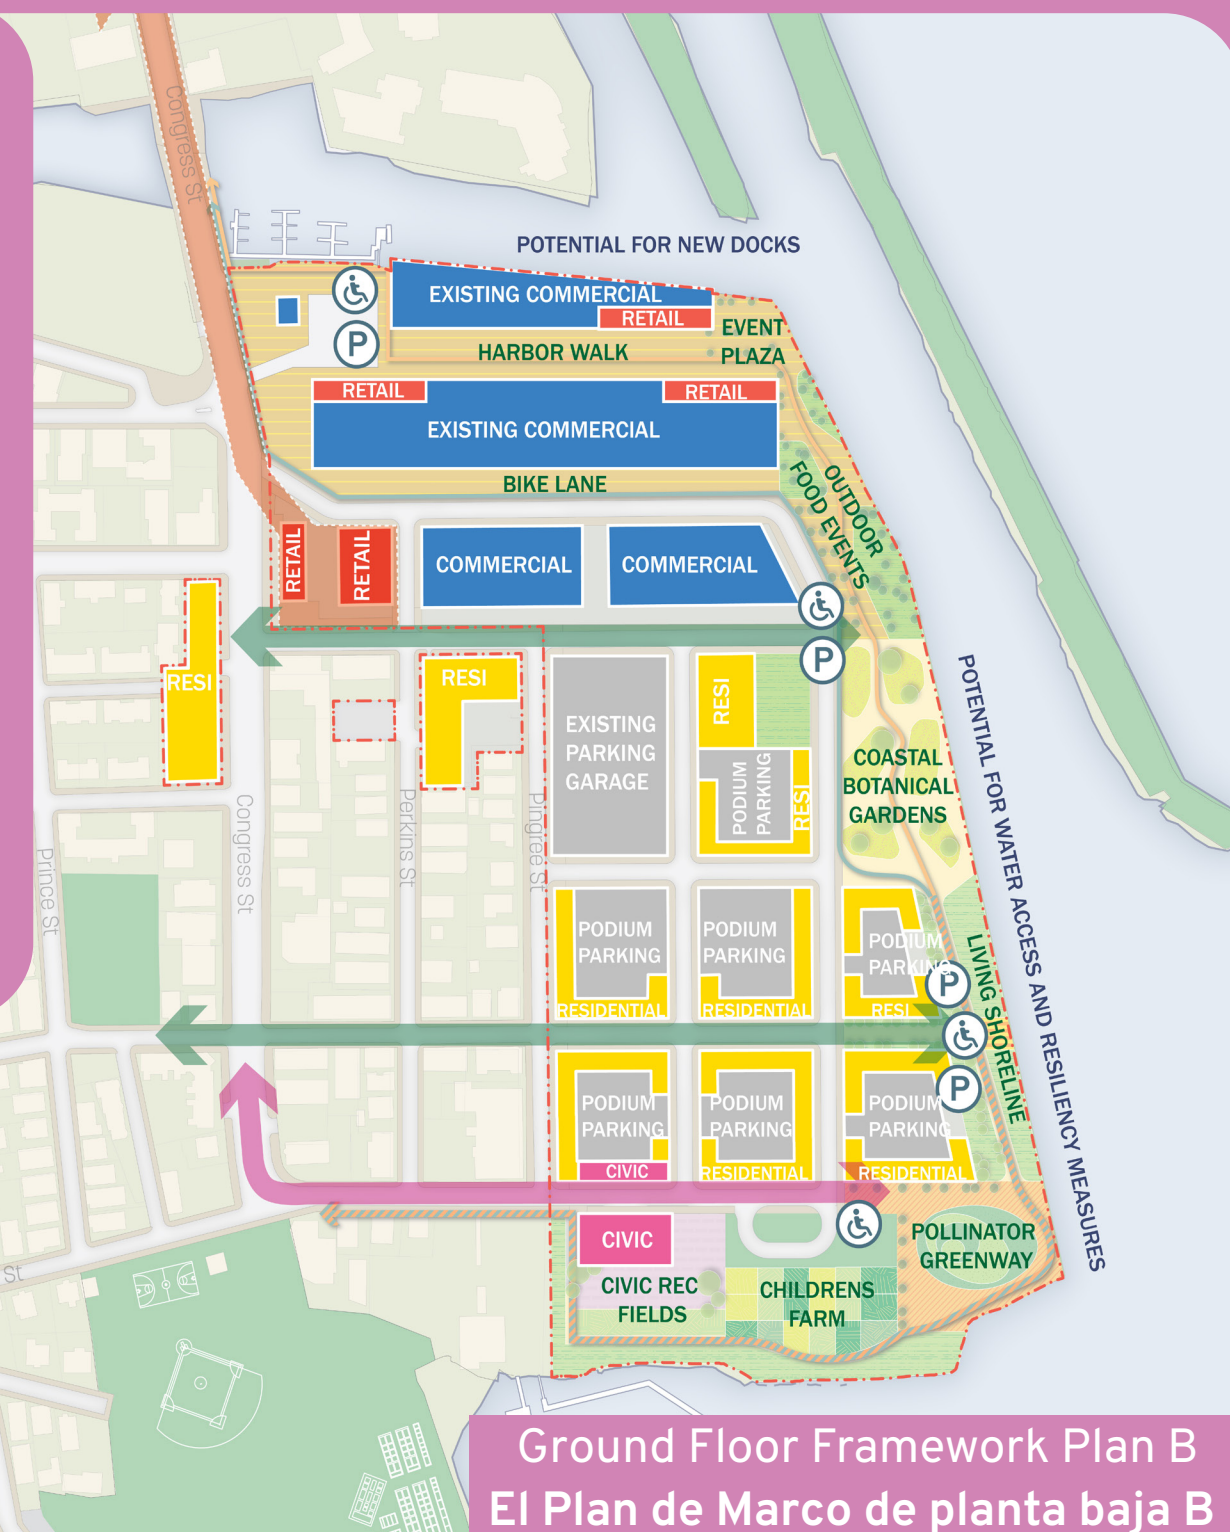 Congress St
POTENTIAL FOR NEW DOCKS
EXISTING COMMERCIAL
RETAIL
EVENT
PLAZA
P
HARBOR WALK
RETAIL
RETAIL
EXISTING COMMERCIAL
BIKE LANE
OUTDOOR
FOOD EVENTS
RETAIL
RETAIL
COMMERCIAL
COMMERCIAL
P
RESI
RESI
EXISTING
PARKING
GARAGE
RESI
PODIUM
PARKING
RESI
COASTAL
BOTANICAL
GARDENS
POTENTIAL FOR WATER ACCESS AND RESILIENCY MEASURES
Prince St
Congress St
Perkins St
Pingree St
PODIUM
PARKING
RESIDENTIAL
PODIUM
PARKING
RESIDENTIAL
PODIUM
PARKING
RESI
P
LIVING SHORELINE
P
PODIUM
PARKING
CIVIC
PODIUM
PARKING
RESIDENTIAL
PODIUM
PARKING
RESIDENTIAL
CIVIC
CIVIC REC
FIELDS
CHILDRENS
FARM
POLLINATOR
GREENWAY
St
Ground Floor Framework Plan B
El Plan de Marco de planta baja B